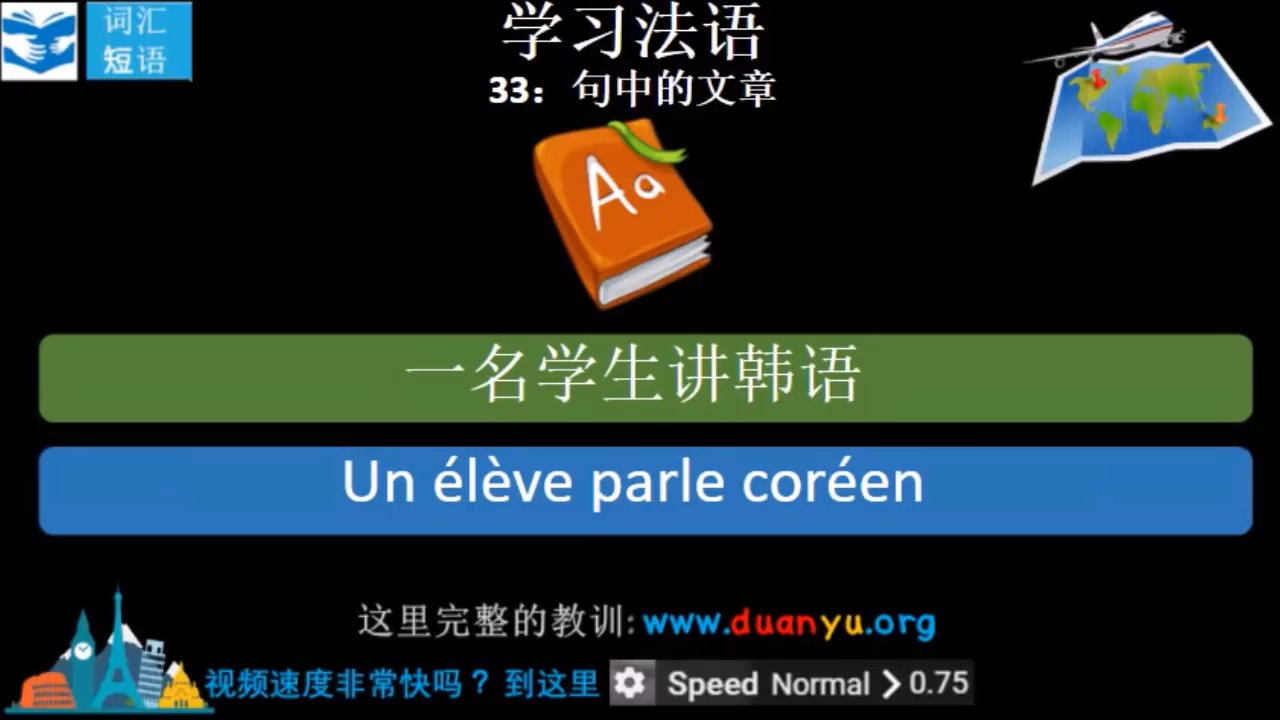 词汇
短语
学习法语
33：句中的文章
Aa
一名学生讲韩语
Un élève parle coréen
这里完整的教训: www.duanyu.org
视频速度非常快吗？ 到这里 Speed Normal > 0.75